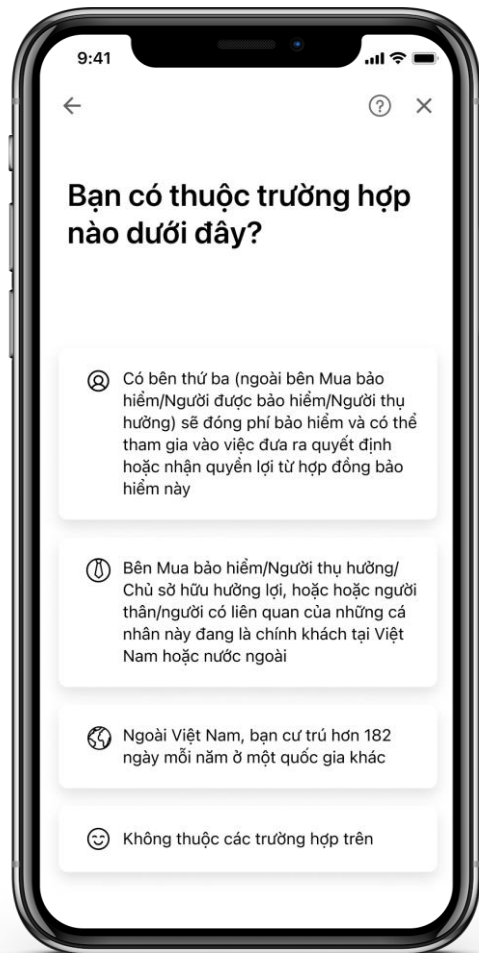 9:41
Bạn có thuộc trường hợp
nào dưới đây?
Có bên thứ ba (ngoài bên Mua bảo
hiểm/Người được bảo hiểm/Người thụ
hưởng) sẽ đóng phí bảo hiểm và có thể
tham gia vào việc đưa ra quyết định
hoặc nhận quyền lợi từ hợp đồng bảo
hiểm này
Bên Mua bảo hiểm/Người thụ hưởng/
Chủ sở hữu hưởng lợi, hoặc hoặc người
thân/người có liên quan của những cá
nhân này đang là chính khách tại Việt
Nam hoặc nước ngoài
Ngoài Việt Nam, bạn cư trú hơn 182
ngày mỗi năm ở một quốc gia khác
Không thuộc các trường hợp trên